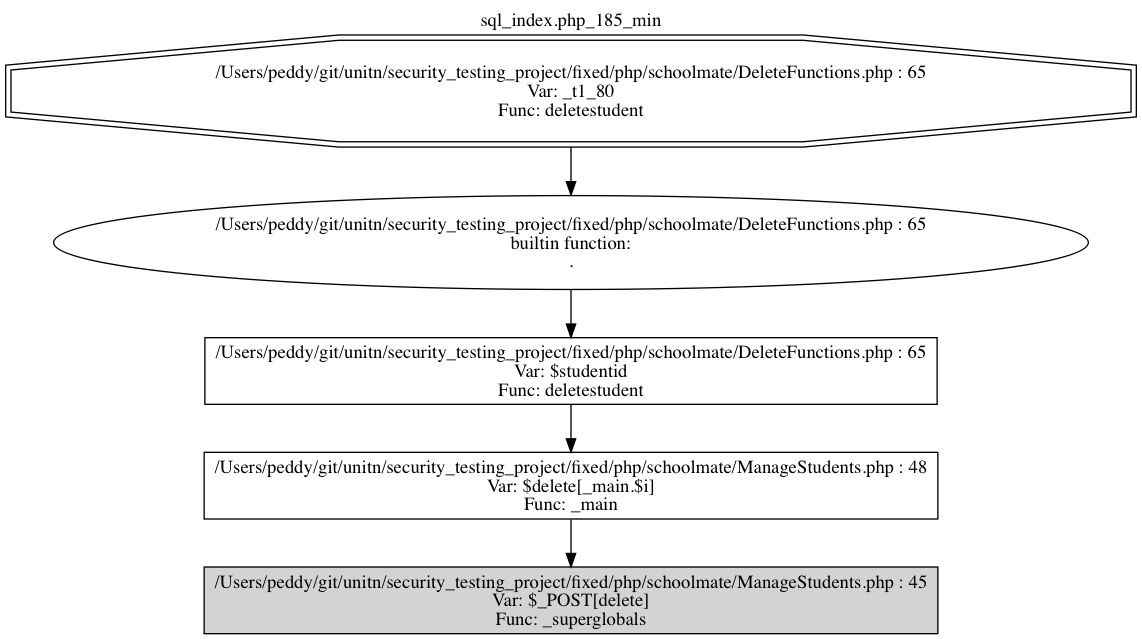 sql_index.php_185_min
/Users/peddy/git/unitn/security_testing_project/fixed/php/schoolmate/DeleteFunctions.php : 65
Var: _t1_80
Func: deletestudent
/Users/peddy/git/unitn/security_testing_project/fixed/php/schoolmate/DeleteFunctions.php : 65
builtin function:
.
/Users/peddy/git/unitn/security_testing_project/fixed/php/schoolmate/DeleteFunctions.php : 65
Var: $studentid
Func: deletestudent
/Users/peddy/git/unitn/security_testing_project/fixed/php/schoolmate/ManageStudents.php : 48
Var: $delete[_main.$i]
Func: _main
/Users/peddy/git/unitn/security_testing_project/fixed/php/schoolmate/ManageStudents.php : 45
Var: $_POST[delete]
Func: _superglobals